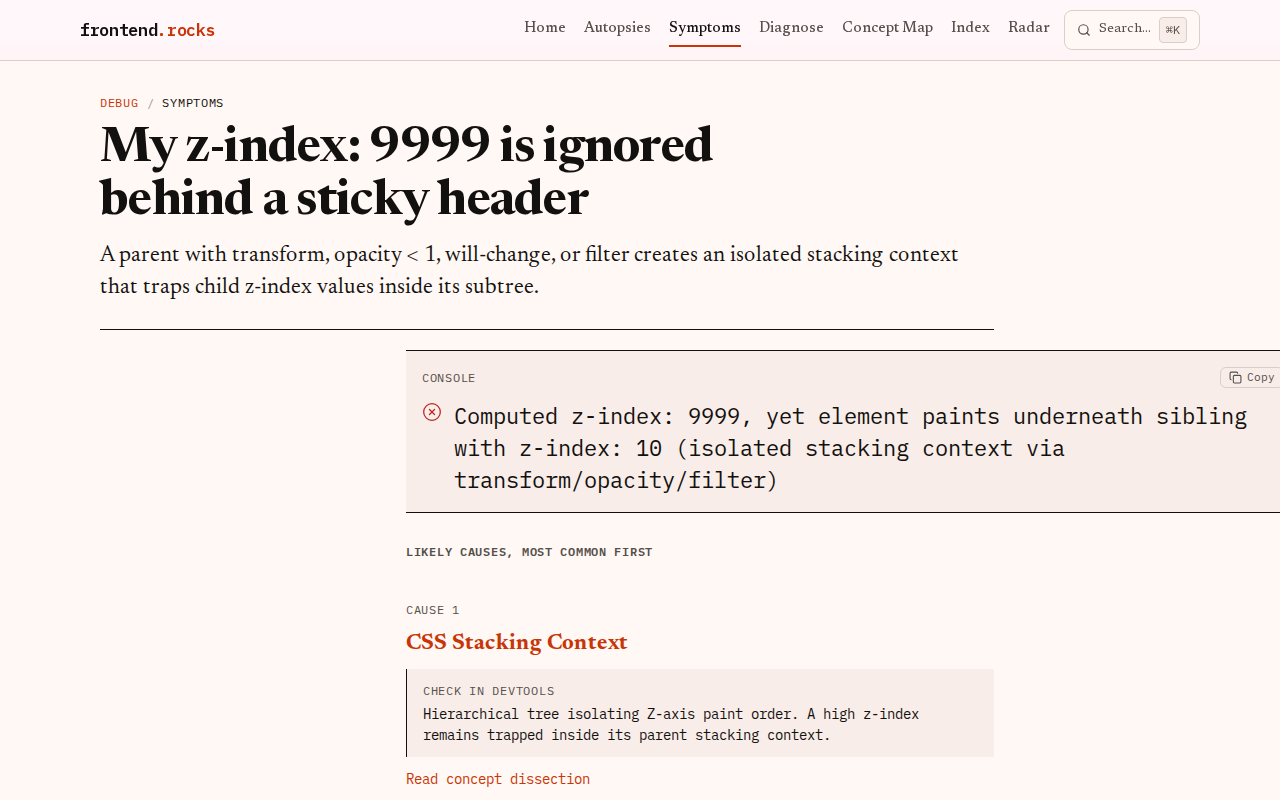 frontend.rocks
Home Autopsies Symptoms Diagnose Concept Map Index Radar Search... ⌘K
DEBUG / SYMPTOMS
My z-index: 9999 is ignored
behind a sticky header
A parent with transform, opacity < 1, will-change, or filter creates an isolated stacking context
that traps child z-index values inside its subtree.
CONSOLE
Copy
Computed z-index: 9999, yet element paints underneath sibling
with z-index: 10 (isolated stacking context via
transform/opacity/filter)
LIKELY CAUSES, MOST COMMON FIRST
CAUSE 1
CSS Stacking Context
CHECK IN DEVTOOLS
Hierarchical tree isolating Z-axis paint order. A high z-index
remains trapped inside its parent stacking context.
Read concept dissection